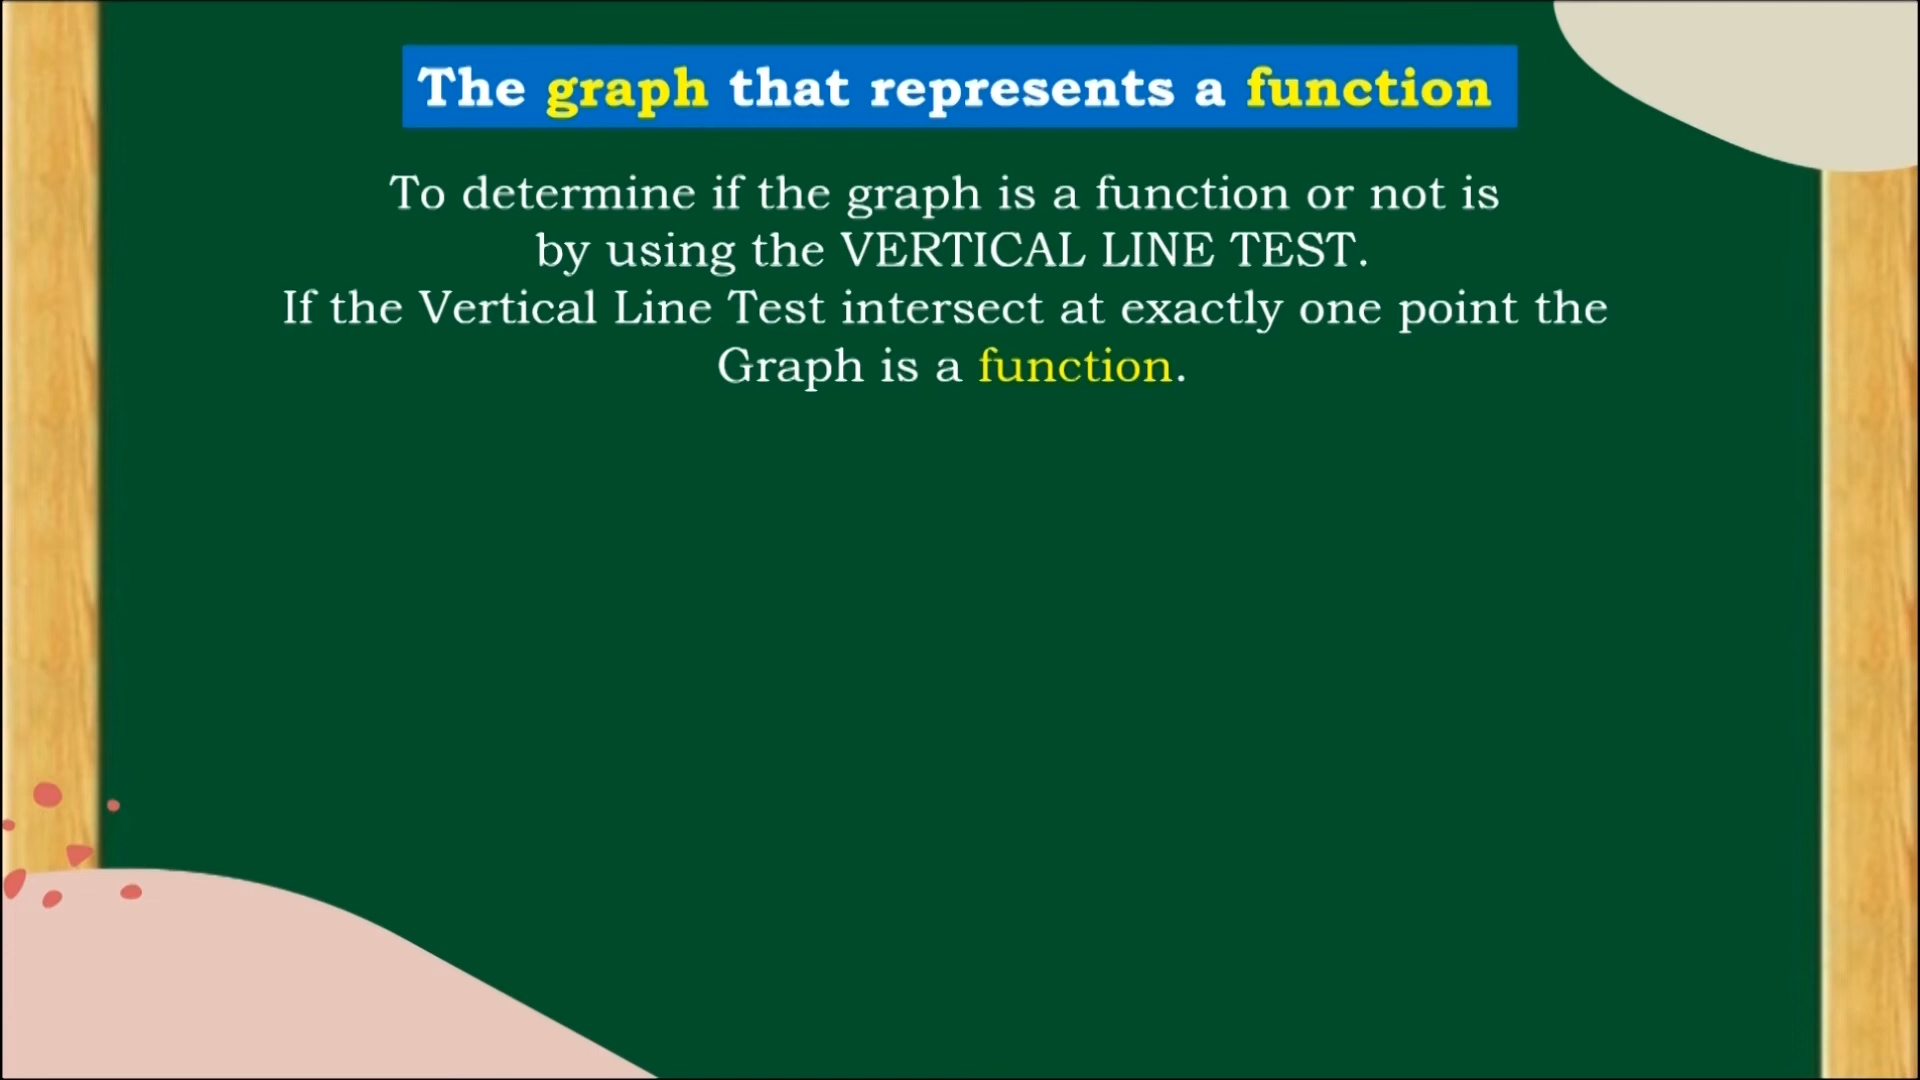 The graph that represents a function
To determine if the graph is a function or not is
by using the VERTICAL LINE TEST.
If the Vertical Line Test intersect at exactly one point the
Graph is a function.